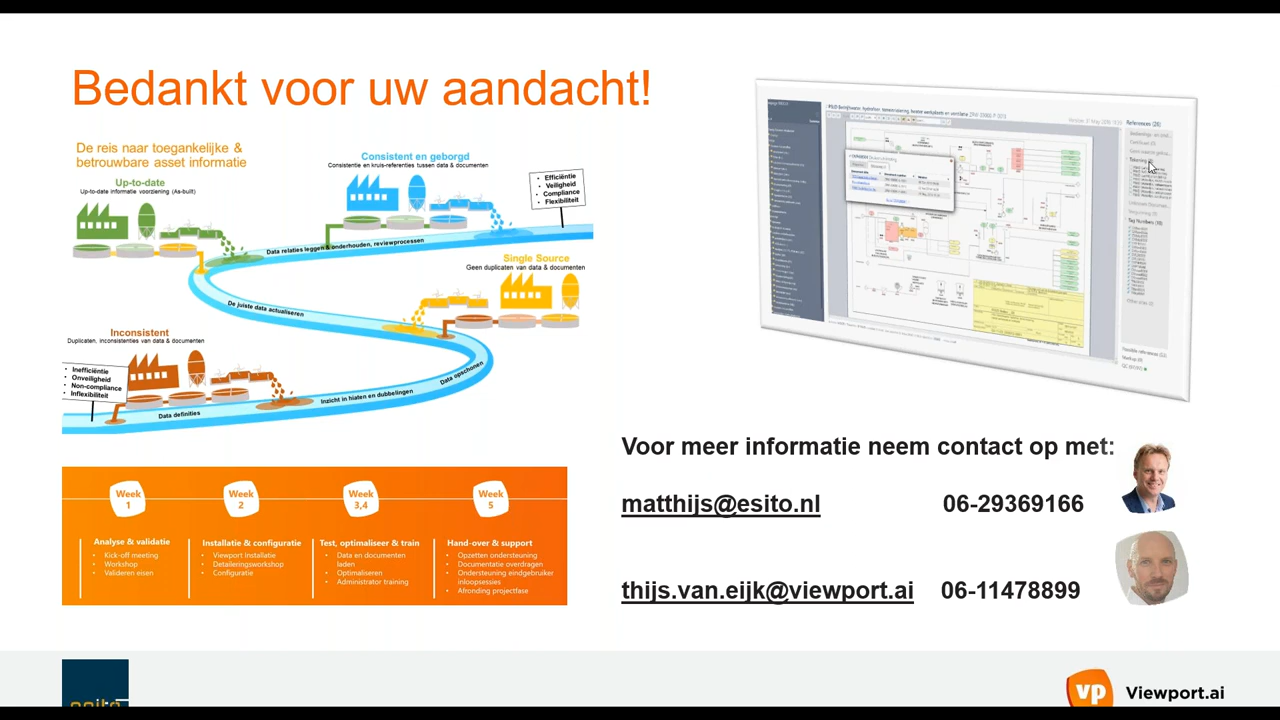 Bedankt voor uw aandacht!
De reis naar toegankelijke &
betrouwbare asset informatie
Up-to-date
Up-to-date informatie voorziening (As-built)
Consistent en geborgd
Consistentie en kruis-referenties tussen data & documenten
• Efficiëntie
• Veiligheid
• Compliance
• Flexibiliteit
Data relaties leggen & onderhouden, reviewprocessen
Single Source
Geen duplicaten van data & documenten
De juiste data actualiseren
Inconsistent
Duplicaten, inconsistenties van data & documenten
• Inefficiëntie
• Onveiligheid
• Non-compliance
• Inflexibiliteit
Data definities
Inzicht in hiaten en dubbelingen
Data opschonen
References (28)
Tag Numbers (18)
Voor meer informatie neem contact op met:
matthijs@esito.nl 06-29369166
thijs.van.eijk@viewport.ai 06-11478899
Week
1
Analyse & validatie
• Kick-off meeting
• Workshop
• Valideren eisen
Week
2
Installatie & configuratie
• Viewport Installatie
• Detaileringsworkshop
• Configuratie
Week
3,4
Test, optimaliseer & train
• Data en documenten
laden
• Optimaliseren
• Administrator training
Week
5
Hand-over & support
• Opzetten ondersteuning
• Documentatie overdragen
• Ondersteuning eindgebruiker
inloopsessies
• Afronding projectfase
vp Viewport.ai